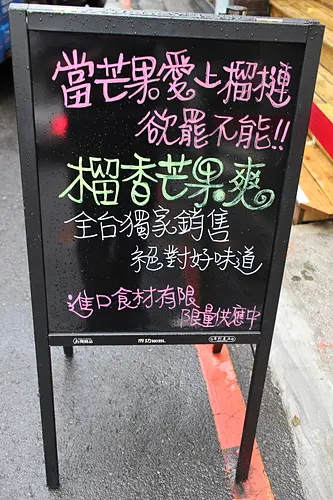 當芒果愛上榴槤
欲罷不能!!
榴香芒果爽
全台獨家銷售
絕對好味道
進口食材有限
限量供應中